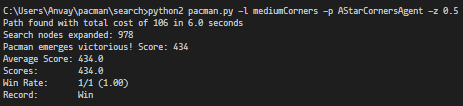 C:\Users\Anvay\pacman\search>python2 pacman.py -l mediumCorners -p AStarCornersAgent -z 0.5
Path found with total cost of 106 in 6.0 seconds
Search nodes expanded: 978
Pacman emerges victorious! Score: 434
Average Score: 434.0
Scores:        434.0
Win Rate:      1/1 (1.00)
Record:        Win